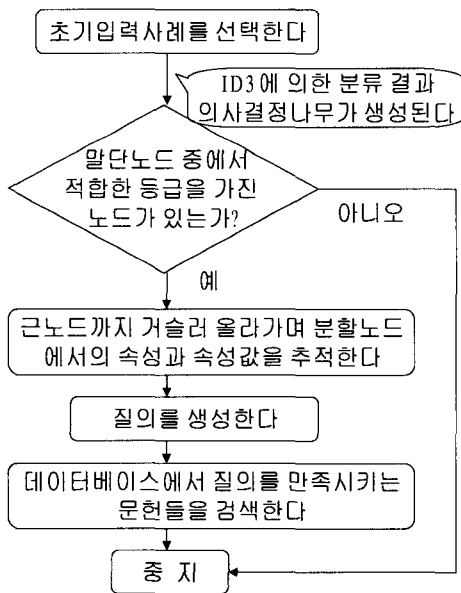 초기입력사례를 선택한다
ID3에 의한 분류 결과
의사결정나무가 생성된다
말단노드 중에서
적합한 등급을 가진
노드가 있는가?
아니오
예
근노드까지 거슬러 올라가며 분할노드
에서의 속성과 속성값을 추적한다
질의를 생성한다
데이터베이스에서 질의를 만족시키는
문헌들을 검색한다
중 지